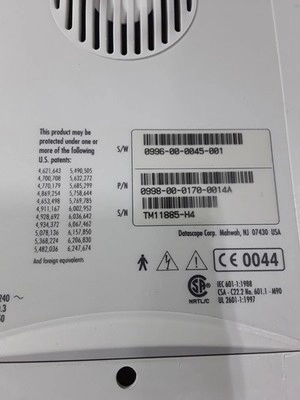 This product may be
protected under one or
more of the following
U.S. patents:
4,621,643 5,490,505
4,700,708 5,632,272
4,770,179 5,685,299
4,869,254 5,758,644
4,653,498 5,769,785
4,911,167 6,002,952
4,928,692 6,036,642
4,934,372 6,067,462
5,078,136 6,157,850
5,368,224 6,206,830
5,482,036 6,247,674
And foreign equivalents.
S/W 0996-00-0045-001
P/N 0998-00-0170-0014A
S/N TM11885-H4
Datascope Corp. Mahwah, NJ 07430 USA
CE 0044
NRTL/C
IEC 601-1:1988
CSA - C22.2 No. 601.1 - M90
UL 2601-1:1997
240 ~